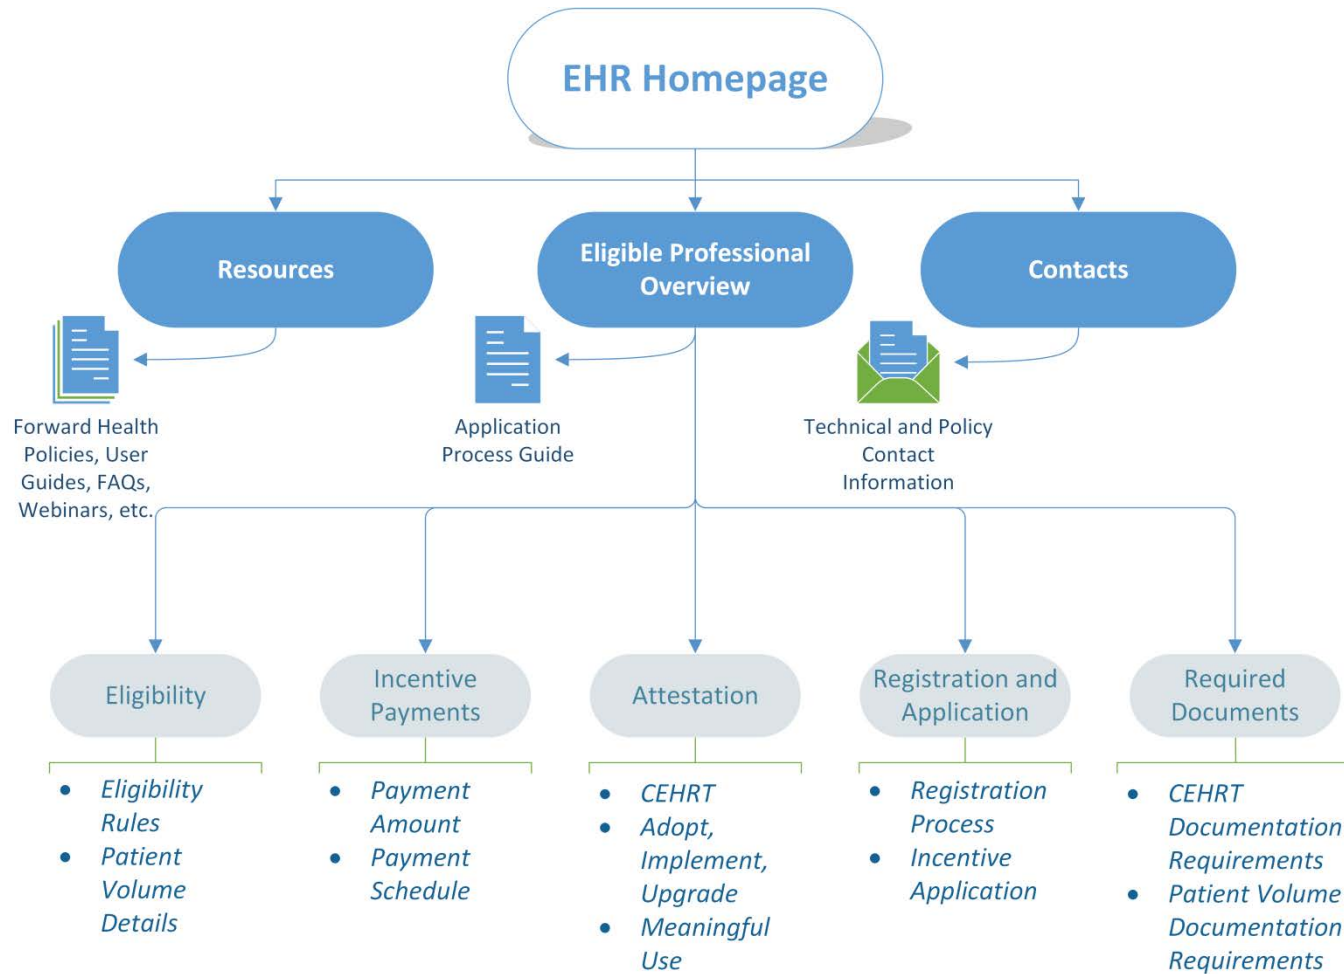 EHR Homepage
Resources
Eligible Professional
Overview
Contacts
Forward Health
Policies, User
Guides, FAQs,
Webinars, etc.
Application
Process Guide
Technical and Policy
Contact
Information
Eligibility
Incentive
Payments
Attestation
Registration and
Application
Required
Documents
• Eligibility
Rules
• Patient
Volume
Details
• Payment
Amount
• Payment
Schedule
• CEHRT
• Adopt,
Implement,
Upgrade
• Meaningful
Use
• Registration
Process
• Incentive
Application
• CEHRT
Documentation
Requirements
• Patient Volume
Documentation
Requirements